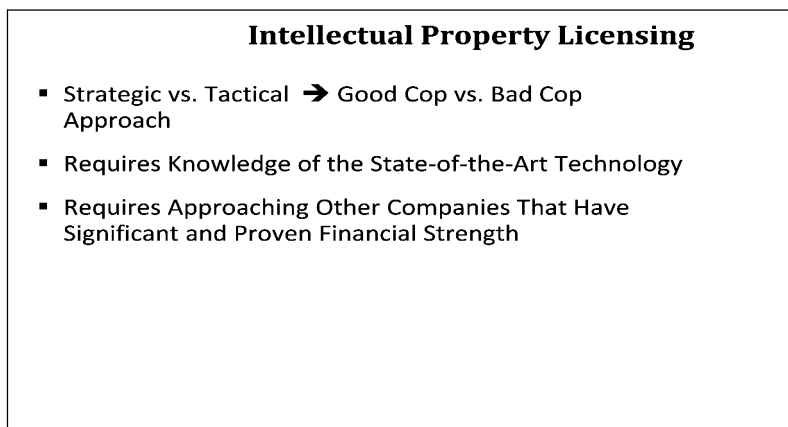 Intellectual Property Licensing
▪ Strategic vs. Tactical ➔ Good Cop vs. Bad Cop
Approach
▪ Requires Knowledge of the State-of-the-Art Technology
▪ Requires Approaching Other Companies That Have
Significant and Proven Financial Strength